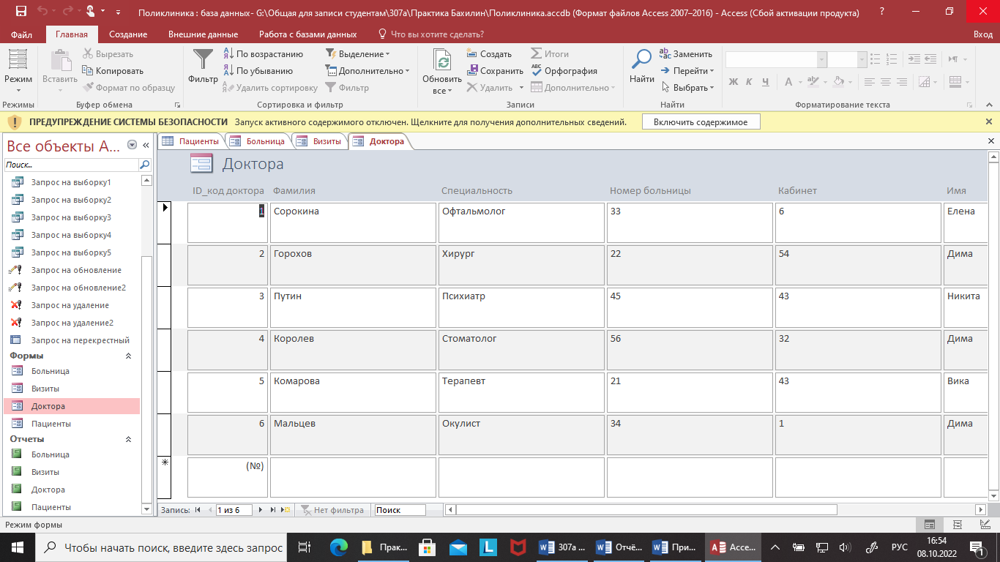 Поликлиника : база данных- G:\Общая для записи студентам\307а\Практика Бахилин\Поликлиника.accdb (Формат файлов Access 2007–2016) - Access (Сбой активации продукта)
Файл Главная Создание Внешние данные Работа с базами данных Что вы хотите сделать? Вход
Режим
Режимы
Вставить
Вырезать
Копировать
Формат по образцу
Буфер обмена
Фильтр
По возрастанию
По убыванию
Удалить сортировку
Выделение
Дополнительно
Фильтр
Сортировка и фильтр
Обновить все
Создать
Сохранить
Удалить
Итоги
Орфография
Дополнительно
Записи
Найти
Заменить
Перейти
Выбрать
Найти
Ж К Ч А
Форматирование текста
ПРЕДУПРЕЖДЕНИЕ СИСТЕМЫ БЕЗОПАСНОСТИ Запуск активного содержимого отключен. Щелкните для получения дополнительных сведений. Включить содержимое
Все объекты A...
Поиск...
Запрос на выборку1
Запрос на выборку2
Запрос на выборку3
Запрос на выборку4
Запрос на выборку5
Запрос на обновление
Запрос на обновление2
Запрос на удаление
Запрос на удаление2
Запрос на перекрестный
Формы
Больница
Визиты
Доктора
Пациенты
Отчеты
Больница
Визиты
Доктора
Пациенты
Пациенты Больница Визиты Доктора
Доктора
ID_код доктора Фамилия Специальность Номер больницы Кабинет Имя
1 Сорокина Офтальмолог 33 6 Елена
2 Горохов Хирург 22 54 Дима
3 Путин Психиатр 45 43 Никита
4 Королев Стоматолог 56 32 Дима
5 Комарова Терапевт 21 43 Вика
6 Мальцев Окулист 34 1 Дима
(№)
Запись: 1 из 6 Нет фильтра Поиск
Режим формы
Чтобы начать поиск, введите здесь запрос
Прак...
307а ...
Отчё...
При...
Acce...
РУС
16:54
08.10.2022
1